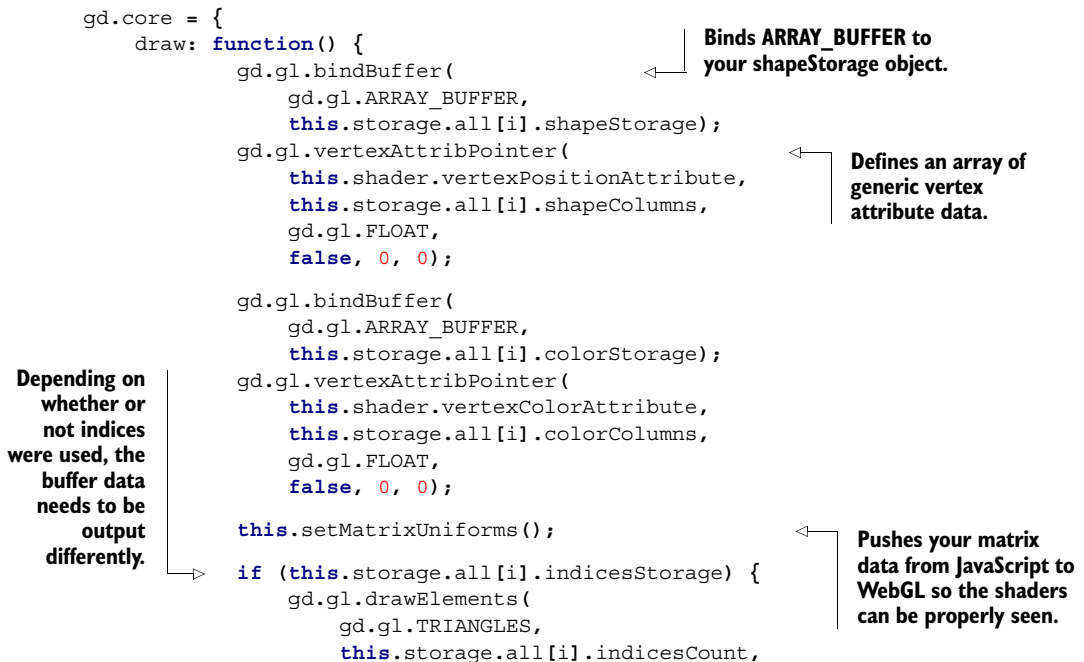 gd.core = {
draw: function() {
gd.gl.bindBuffer(
gd.gl.ARRAY_BUFFER,
this.storage.all[i].shapeStorage);
gd.gl.vertexAttribPointer(
this.shader.vertexPositionAttribute,
this.storage.all[i].shapeColumns,
gd.gl.FLOAT,
false, 0, 0);
gd.gl.bindBuffer(
gd.gl.ARRAY_BUFFER,
this.storage.all[i].colorStorage);
gd.gl.vertexAttribPointer(
this.shader.vertexColorAttribute,
this.storage.all[i].colorColumns,
gd.gl.FLOAT,
false, 0, 0);
this.setMatrixUniforms();
if (this.storage.all[i].indicesStorage) {
gd.gl.drawElements(
gd.gl.TRIANGLES,
this.storage.all[i].indicesCount,
Binds ARRAY_BUFFER to
your shapeStorage object.
Defines an array of
generic vertex
attribute data.
Depending on
whether or
not indices
were used, the
buffer data
needs to be
output
differently.
Pushes your matrix
data from JavaScript to
WebGL so the shaders
can be properly seen.